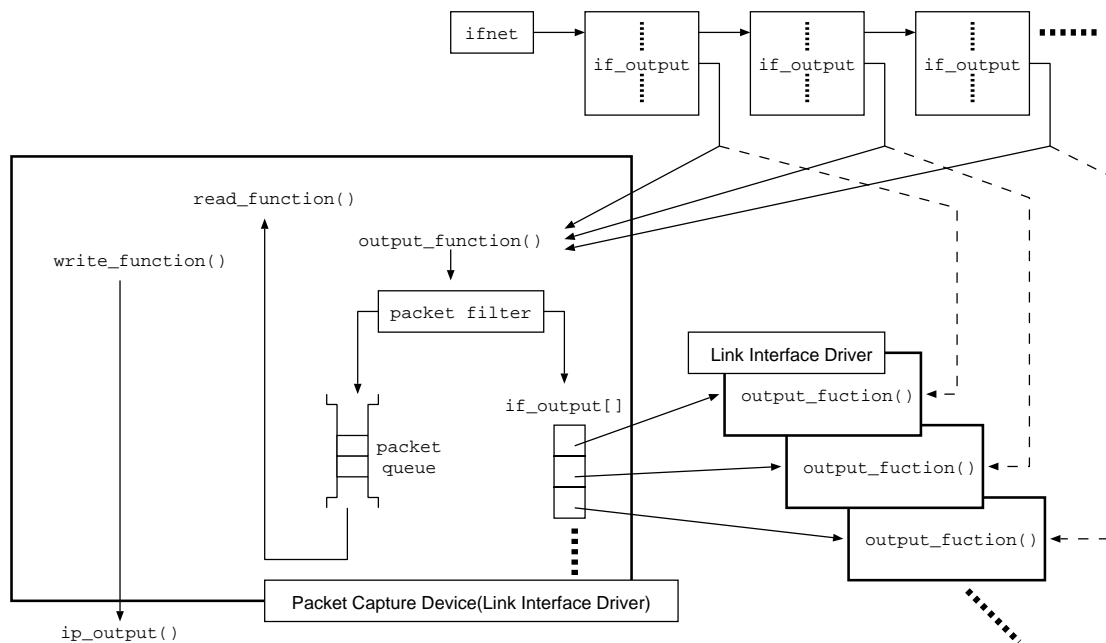 ifnet
if_output
if_output
if_output
read_function()
output_function()
write_function()
packet filter
Link Interface Driver
output_fuction()
if_output[]
packet
queue
output_fuction()
output_fuction()
Packet Capture Device(Link Interface Driver)
ip_output()